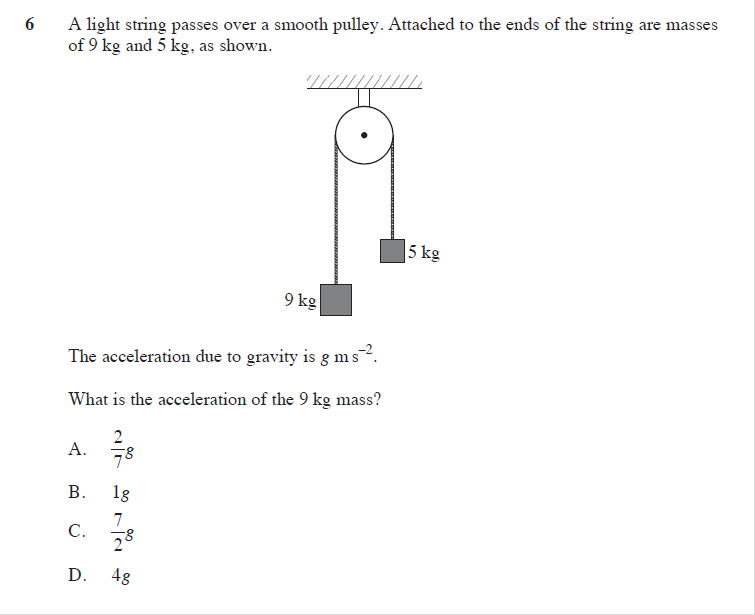 6 A light string passes over a smooth pulley. Attached to the ends of the string are masses
of 9 kg and 5 kg, as shown.
5 kg
9 kg
The acceleration due to gravity is g m s⁻².
What is the acceleration of the 9 kg mass?
A. 2/7 g
B. 1g
C. 7/2 g
D. 4g